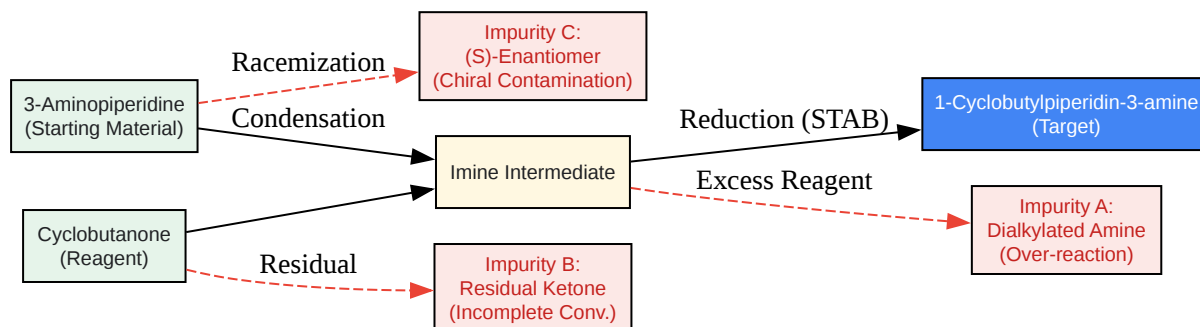 Impurity C:
(S)-Enantiomer
(Chiral Contamination)
Racemization
3-Aminopiperidine
(Starting Material)
Condensation
1-Cyclobutylpiperidin-3-amine
(Target)
Reduction (STAB)
Imine Intermediate
Excess Reagent
Cyclobutanone
(Reagent)
Impurity A:
Dialkylated Amine
(Over-reaction)
Residual
Impurity B:
Residual Ketone
(Incomplete Conv.)